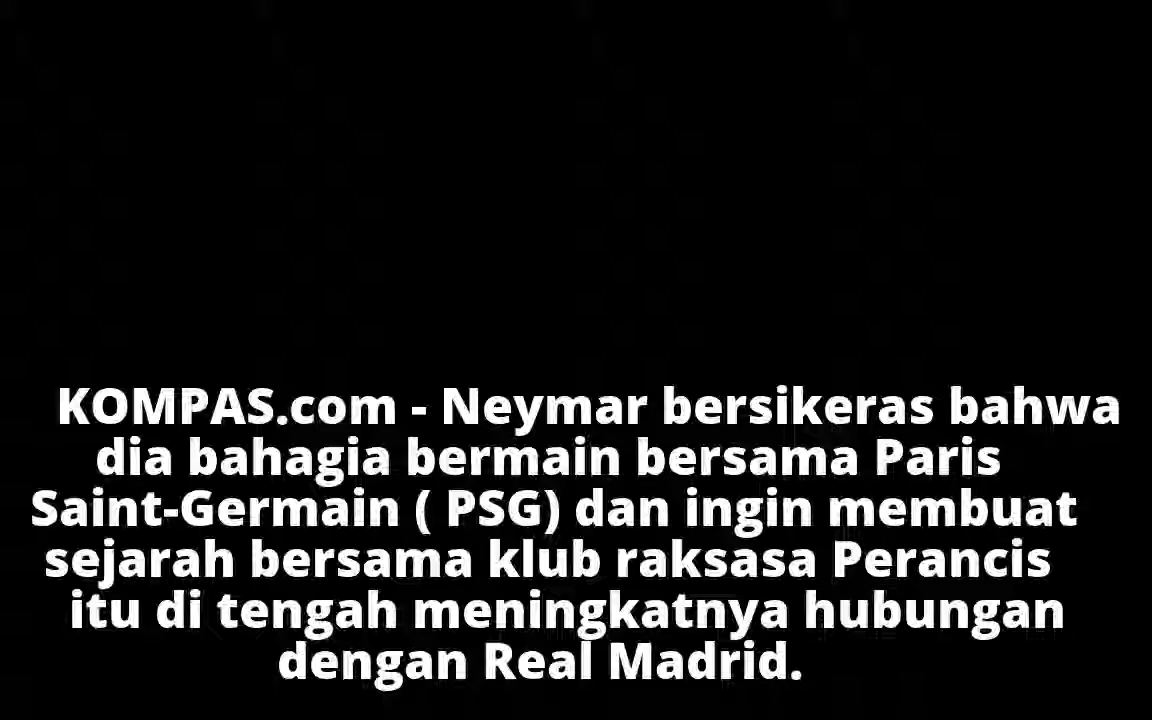 KOMPAS.com - Neymar bersikeras bahwa
dia bahagia bermain bersama Paris
Saint-Germain ( PSG) dan ingin membuat
sejarah bersama klub raksasa Perancis
itu di tengah meningkatnya hubungan
dengan Real Madrid.